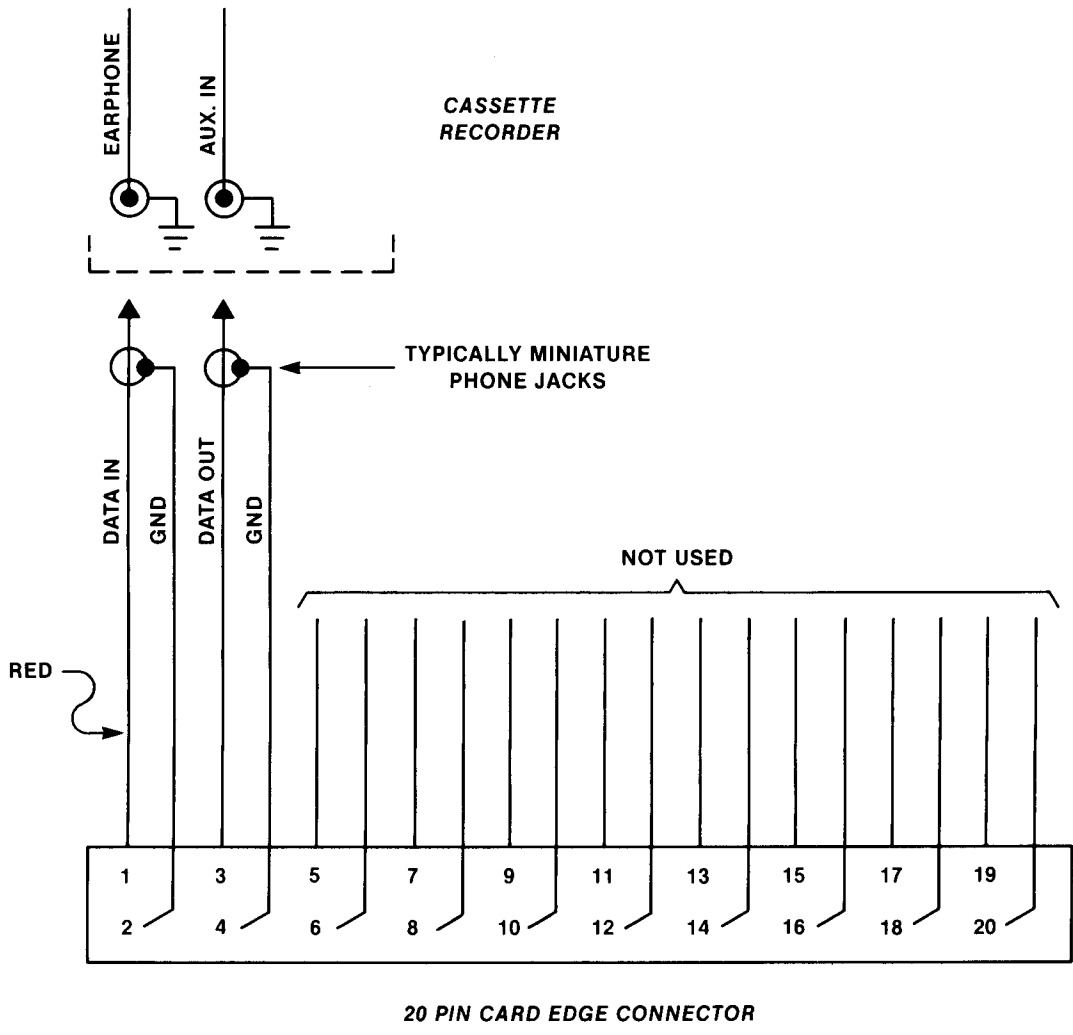 EARPHONE
AUX. IN
CASSETTE
RECORDER
TYPICALLY MINIATURE
PHONE JACKS
DATA IN
GND
DATA OUT
GND
NOT USED
RED
1 3 5 7 9 11 13 15 17 19
2 4 6 8 10 12 14 16 18 20
20 PIN CARD EDGE CONNECTOR